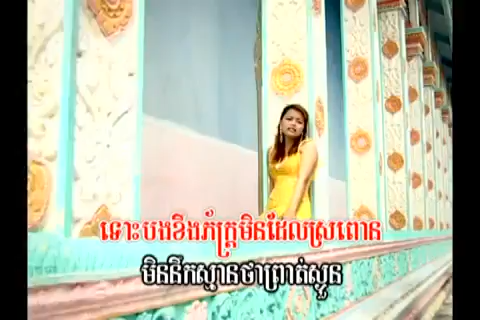 ទោះបងខឹងភ័ក្ត្រមិនដែលស្រពោន
មិននឹកស្មានថាព្រាត់ស្ងួន